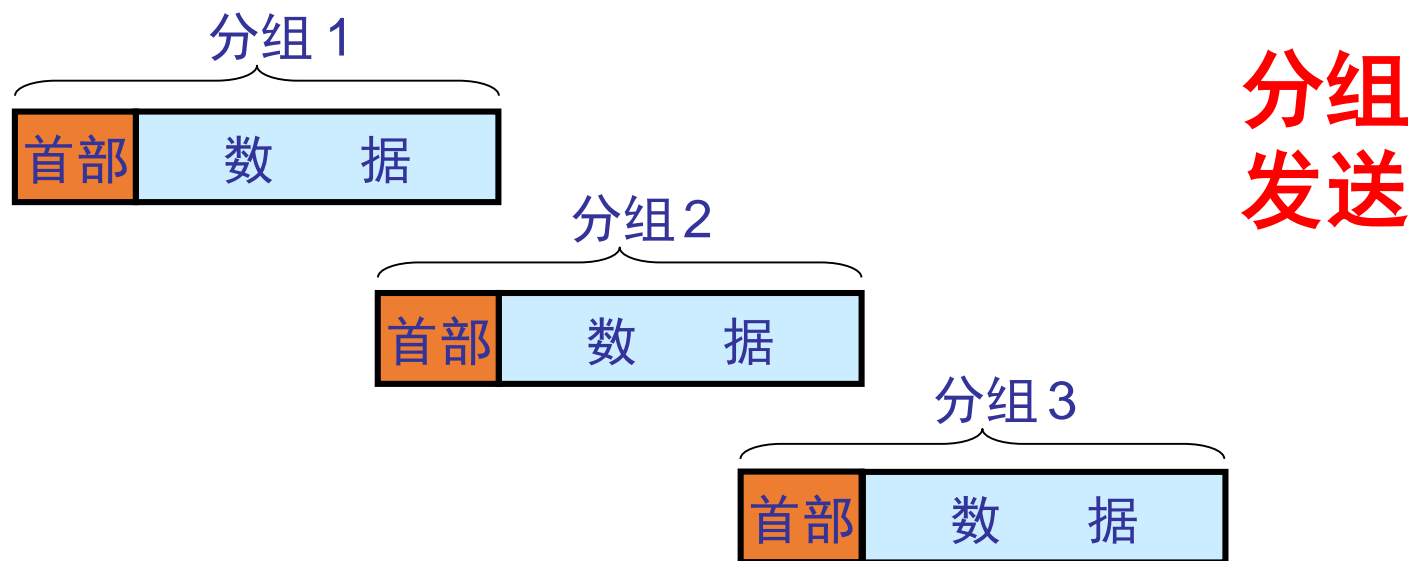 分组 1
首部 数 据
分组 2
首部 数 据
分组 3
首部 数 据
分组
发送